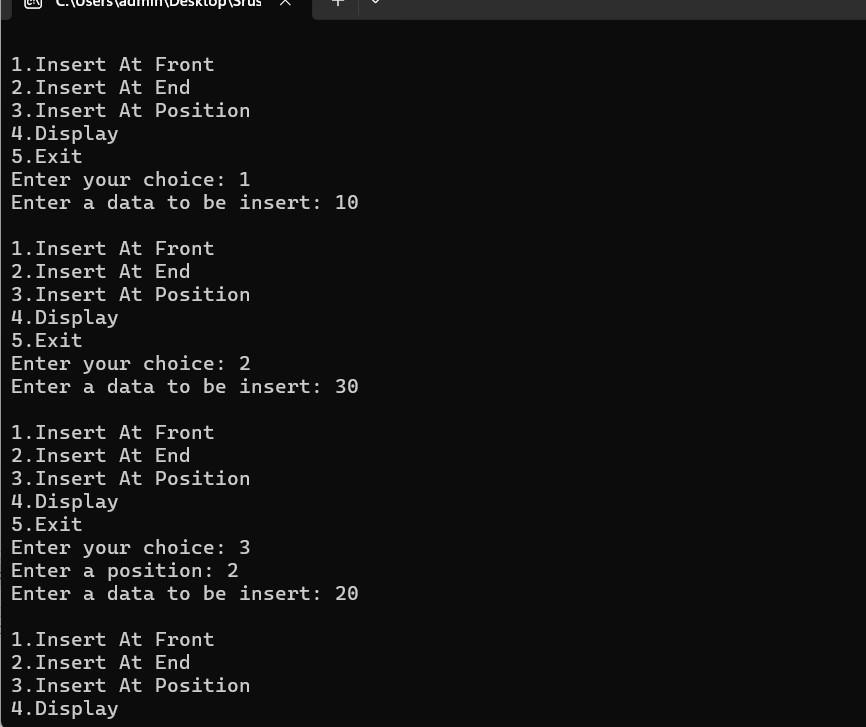 C:\Users\admin\Desktop\Srus
1.Insert At Front
2.Insert At End
3.Insert At Position
4.Display
5.Exit
Enter your choice: 1
Enter a data to be insert: 10
1.Insert At Front
2.Insert At End
3.Insert At Position
4.Display
5.Exit
Enter your choice: 2
Enter a data to be insert: 30
1.Insert At Front
2.Insert At End
3.Insert At Position
4.Display
5.Exit
Enter your choice: 3
Enter a position: 2
Enter a data to be insert: 20
1.Insert At Front
2.Insert At End
3.Insert At Position
4.Display